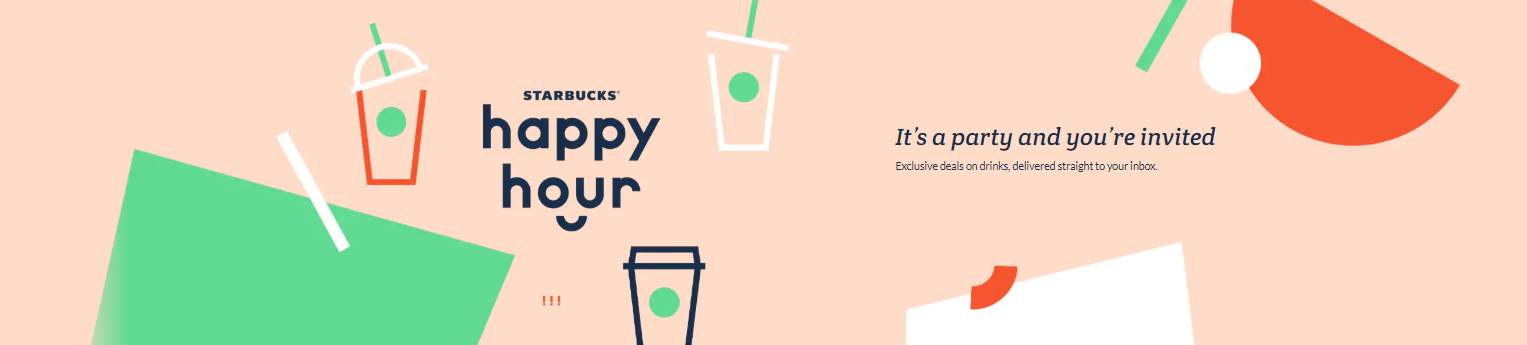 STARBUCKS®
happy
hour
!!!
It's a party and you're invited
Exclusive deals on drinks, delivered straight to your inbox.